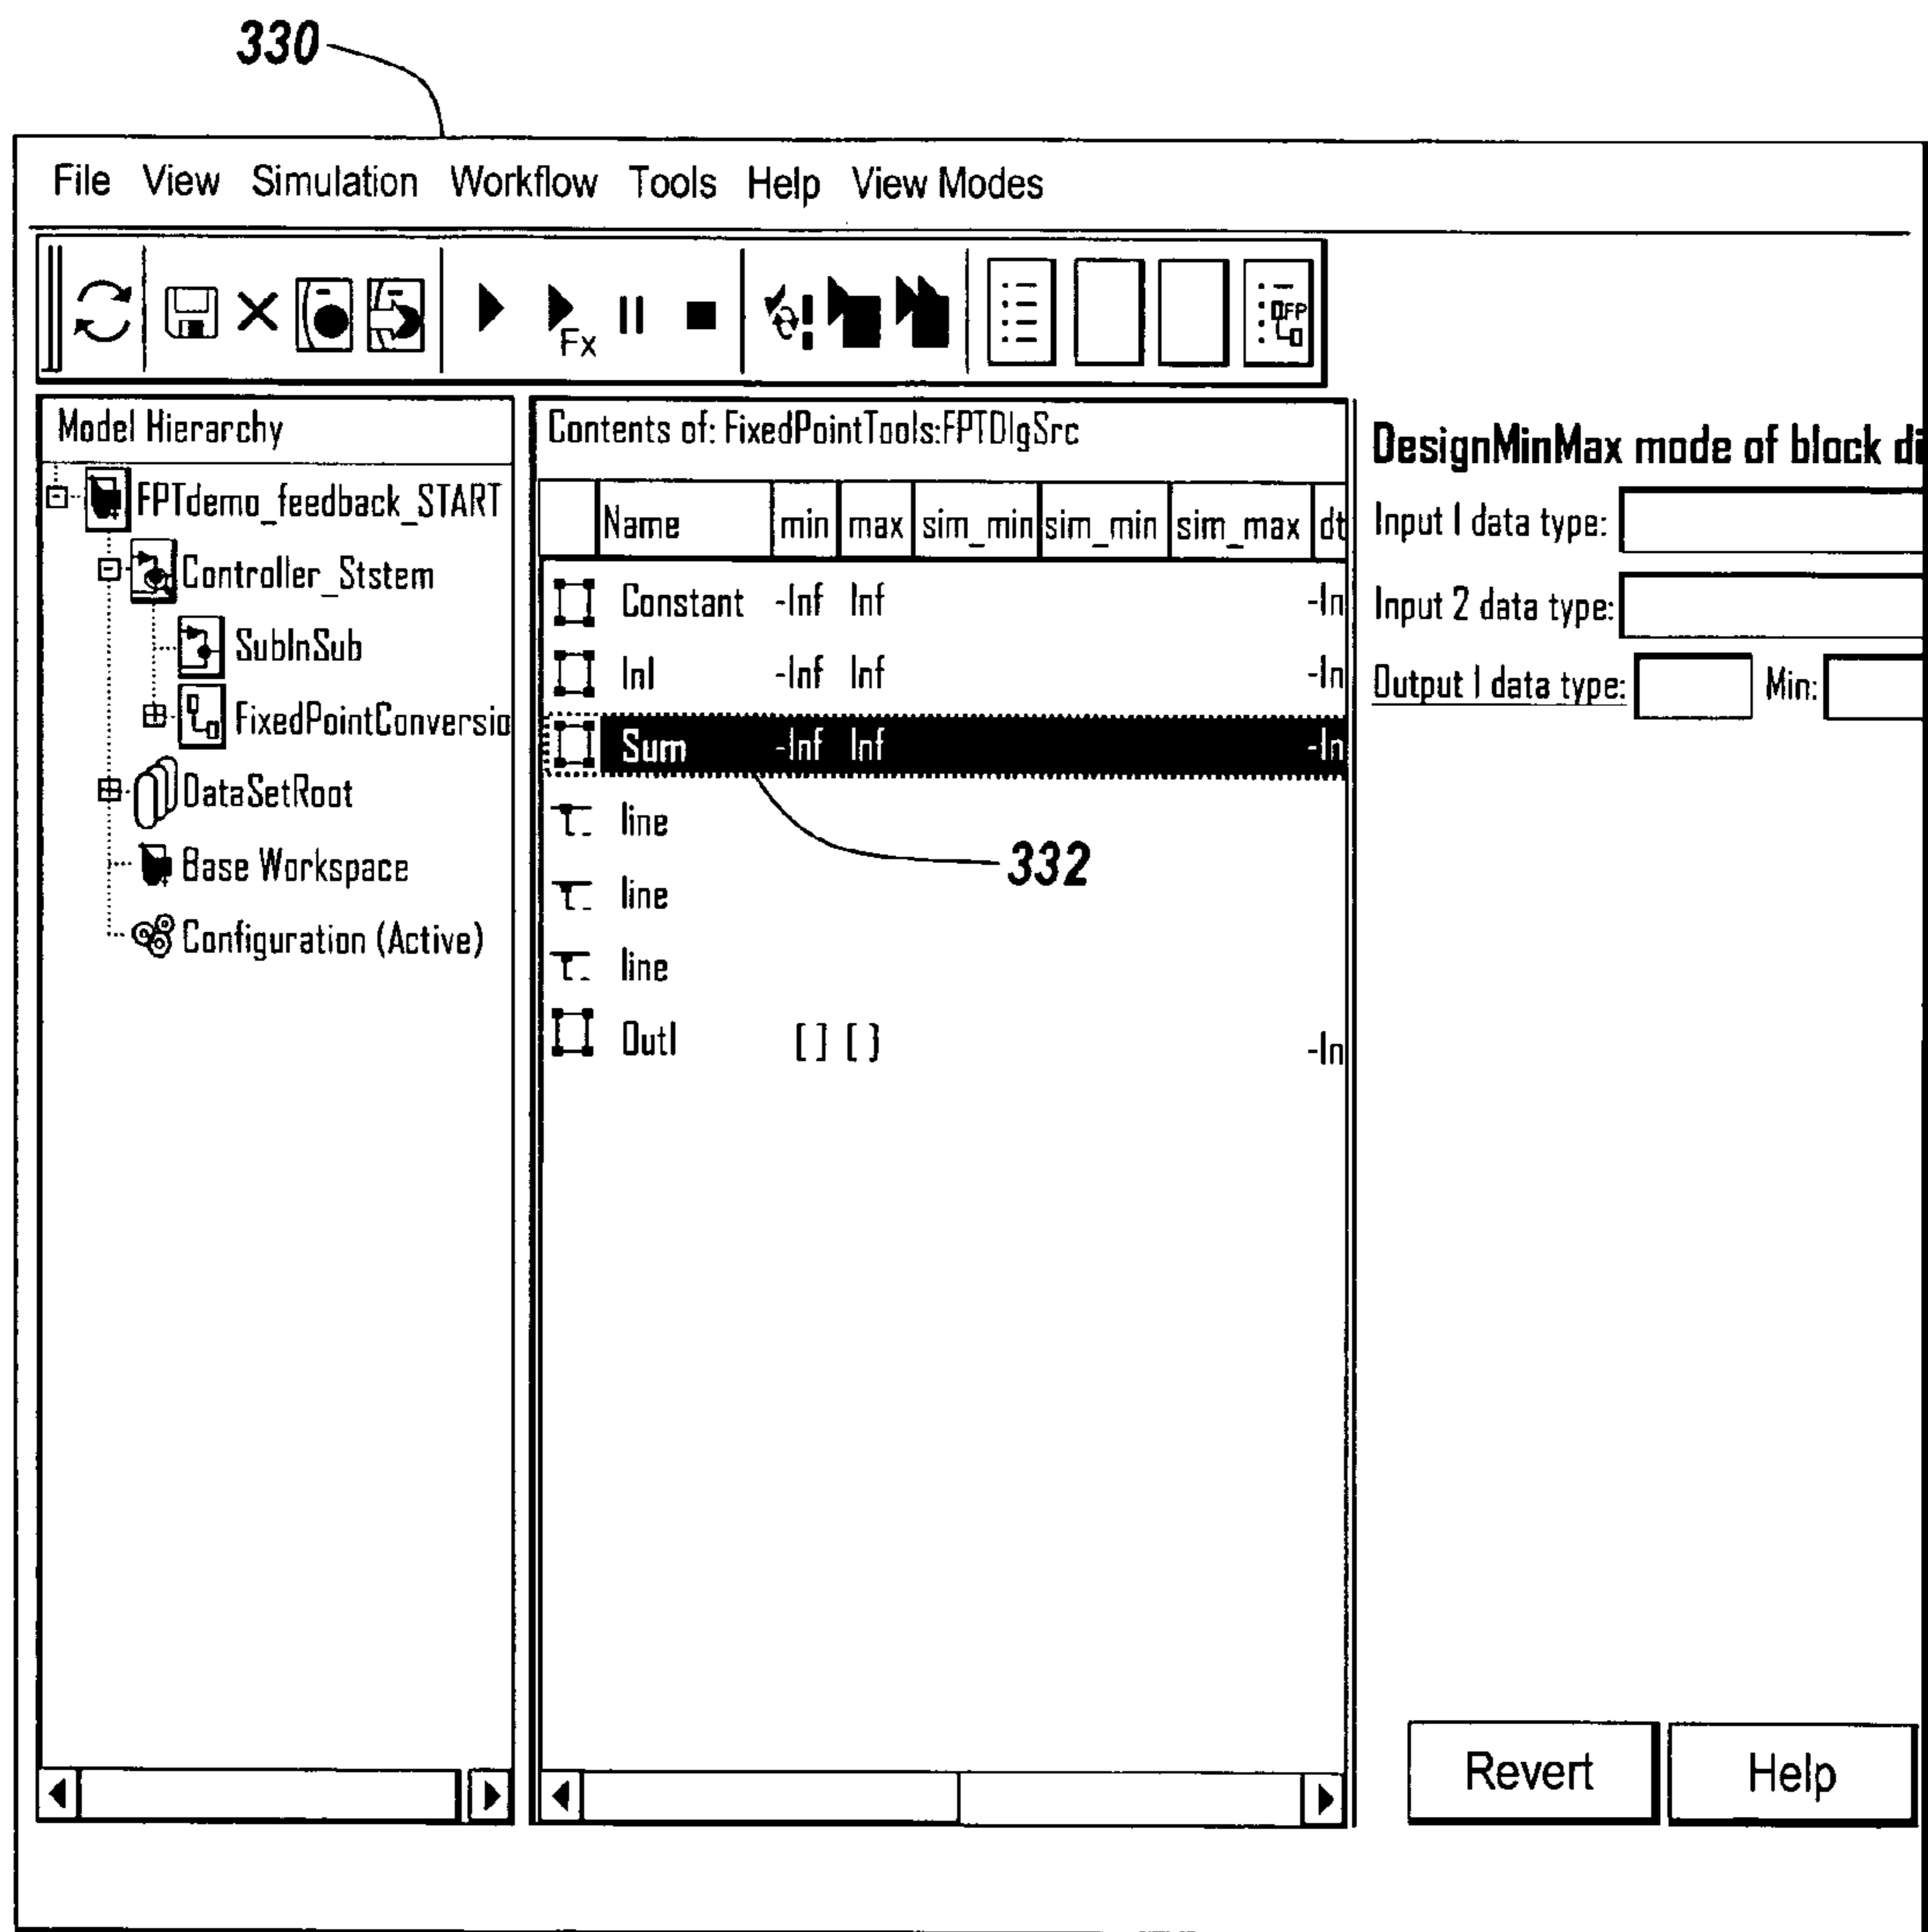 330
File View Simulation Workflow Tools Help View Modes
Fx
FP
Model Hierarchy
FPTdemo_feedback_START
Controller_Ststem
SubInSub
FixedPointConversio
DataSetRoot
Base Workspace
Configuration (Active)
Contents of: FixedPointTools:FPTDlgSrc
Name min max sim_min sim_min sim_max dt
Constant -Inf Inf -In
In1 -Inf Inf -In
Sum -Inf Inf -In
line
line
line
Out1 [ ] [ } -In
332
DesignMinMax mode of block di
Input 1 data type:
Input 2 data type:
Output 1 data type: Min:
Revert Help